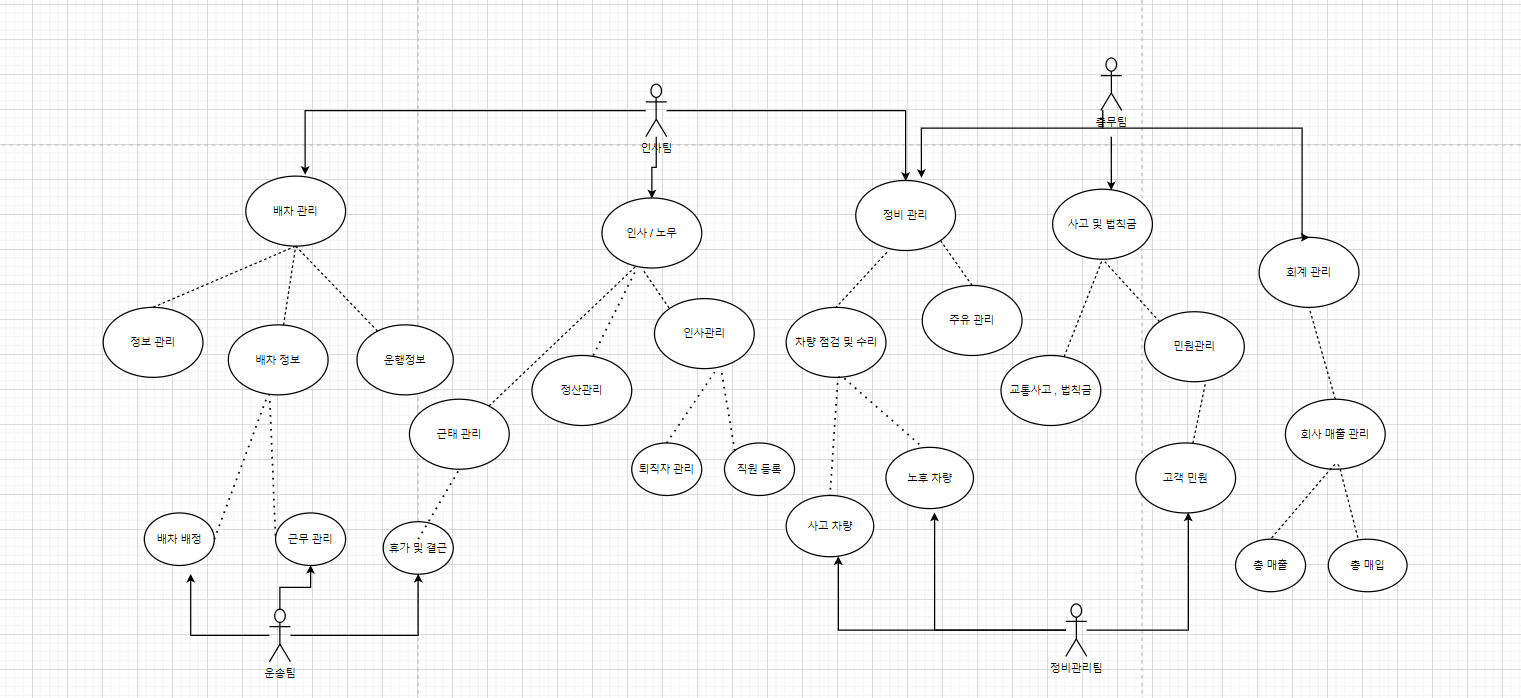 총무팀
인사팀
배차 관리
인사 / 노무
정비 관리
사고 및 법칙금
회계 관리
정보 관리
배차 정보
운행정보
인사관리
차량 점검 및 수리
주유 관리
민원관리
정산관리
교통사고 , 법칙금
근태 관리
회사 매출 관리
퇴직자 관리
직원 등록
노후 차량
고객 민원
사고 차량
배차 배정
근무 관리
휴가 및 결근
총 매출
총 매입
운송팀
정비관리팀